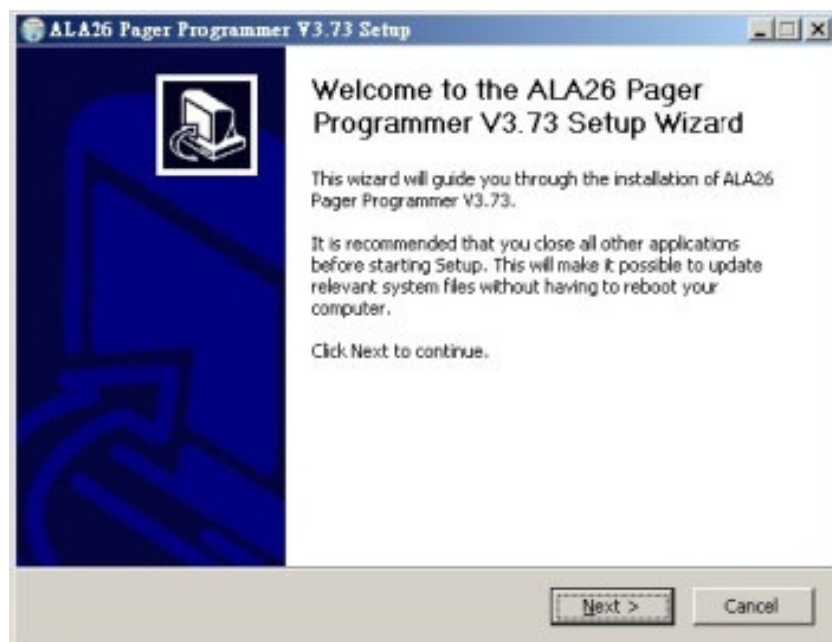 ALA26 Pager Programmer V3.73 Setup
Welcome to the ALA26 Pager
Programmer V3.73 Setup Wizard
This wizard will guide you through the installation of ALA26
Pager Programmer V3.73.
It is recommended that you close all other applications
before starting Setup. This will make it possible to update
relevant system files without having to reboot your
computer.
Click Next to continue.
Next >
Cancel